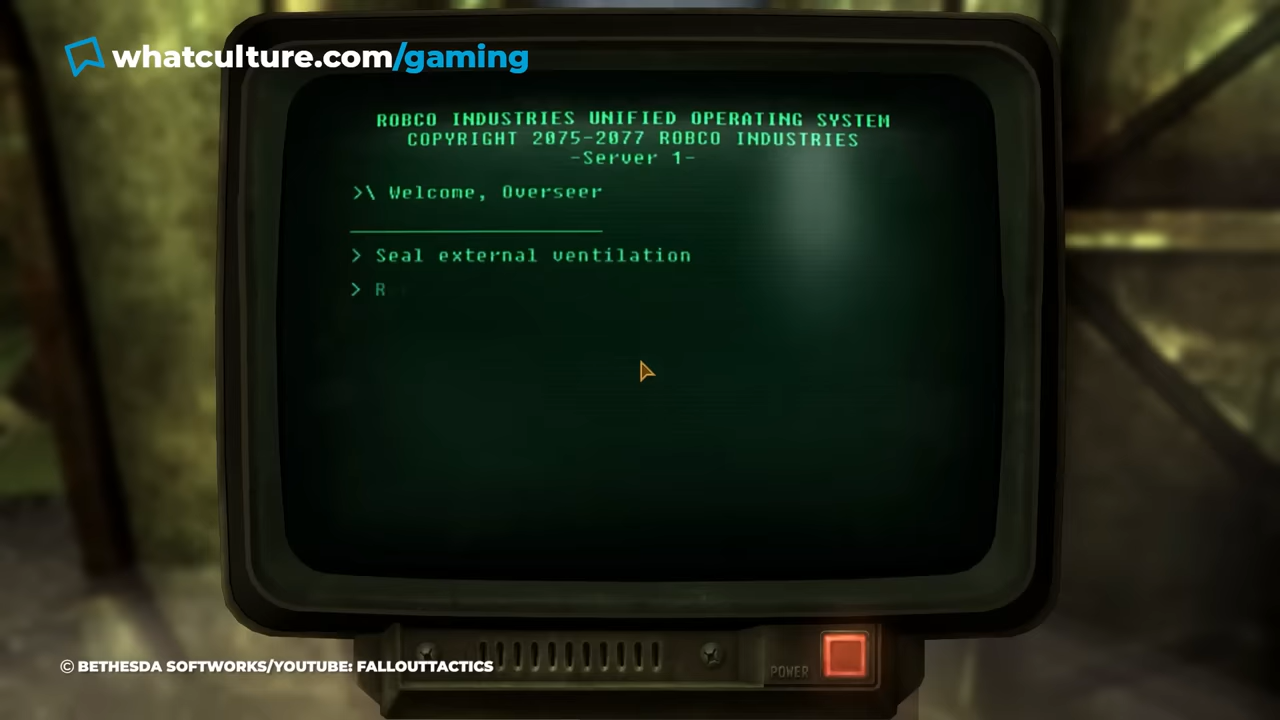 whatculture.com/gaming
ROBCO INDUSTRIES UNIFIED OPERATING SYSTEM
COPYRIGHT 2075-2077 ROBCO INDUSTRIES
-Server 1-
>\ Welcome, Overseer
> Seal external ventilation
> R
POWER
© BETHESDA SOFTWORKS/YOUTUBE: FALLOUTTACTICS